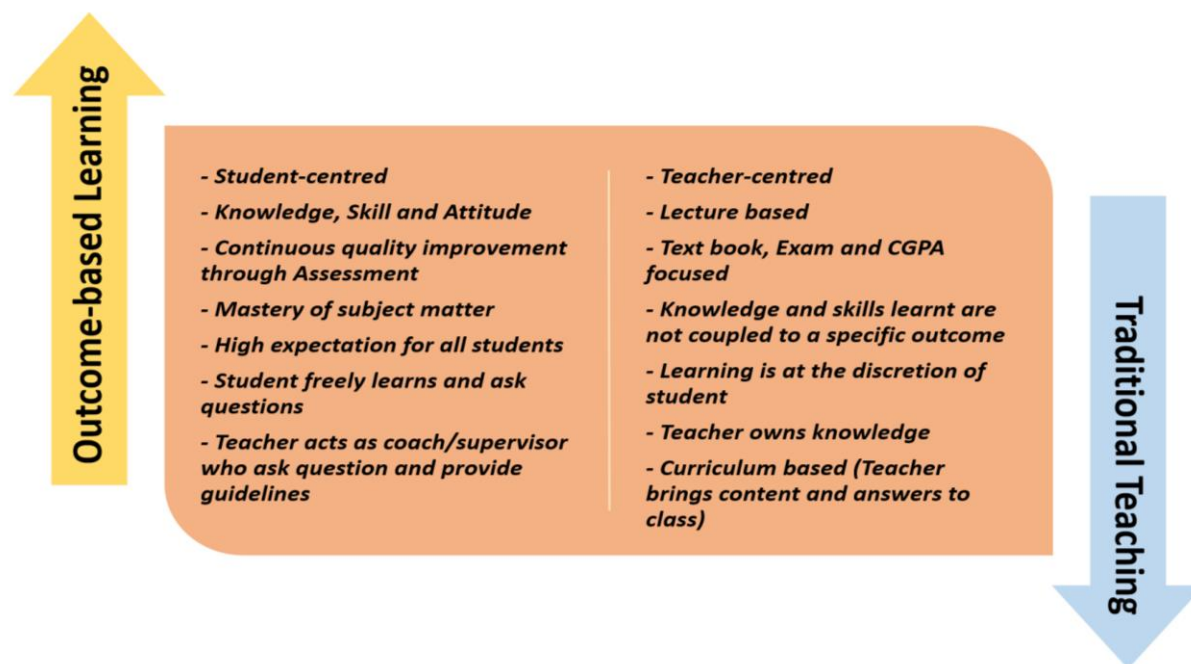 Outcome-based Learning
- Student-centred
- Knowledge, Skill and Attitude
- Continuous quality improvement
through Assessment
- Mastery of subject matter
- High expectation for all students
- Student freely learns and ask
questions
- Teacher acts as coach/supervisor
who ask question and provide
guidelines
- Teacher-centred
- Lecture based
- Text book, Exam and CGPA
focused
- Knowledge and skills learnt are
not coupled to a specific outcome
- Learning is at the discretion of
student
- Teacher owns knowledge
- Curriculum based (Teacher
brings content and answers to
class)
Traditional Teaching